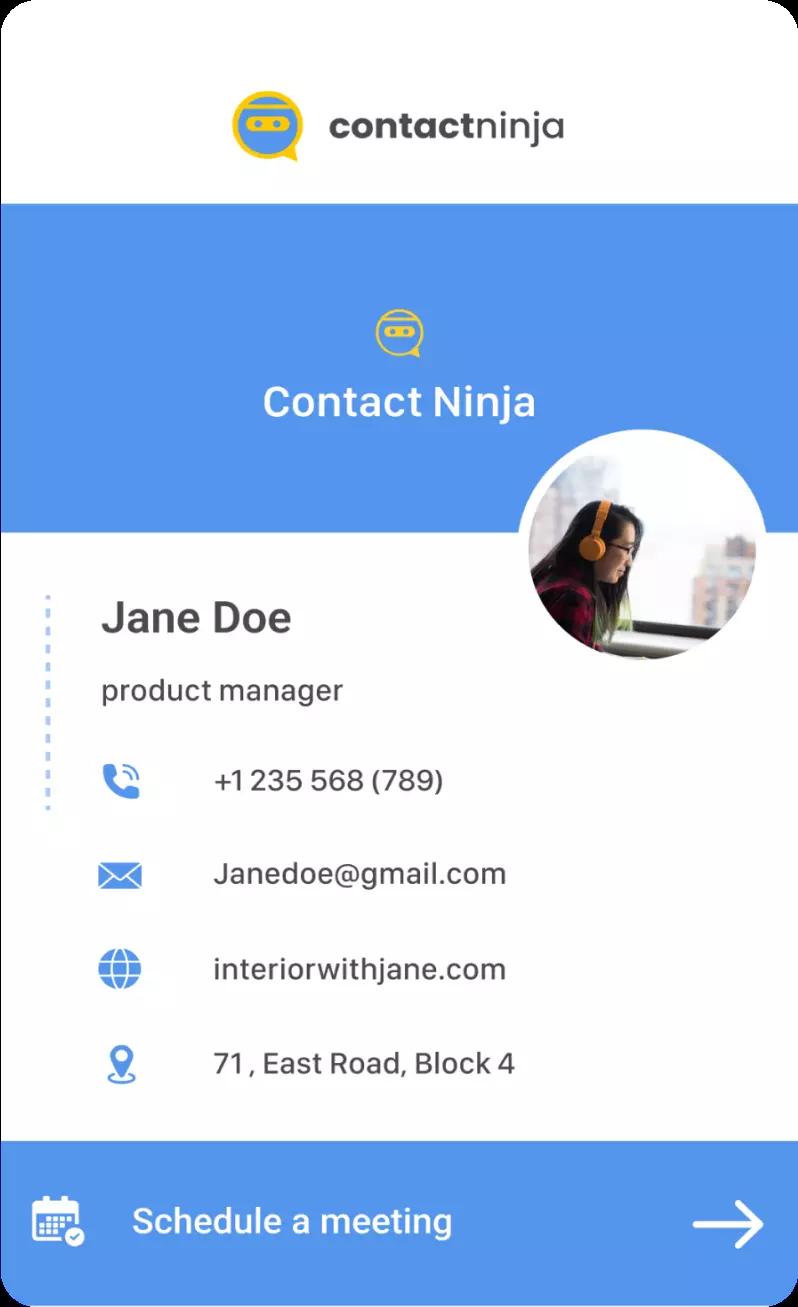 contactninja
Contact Ninja
Jane Doe
product manager
+1 235 568 (789)
Janedoe@gmail.com
interiorwithjane.com
71, East Road, Block 4
Schedule a meeting